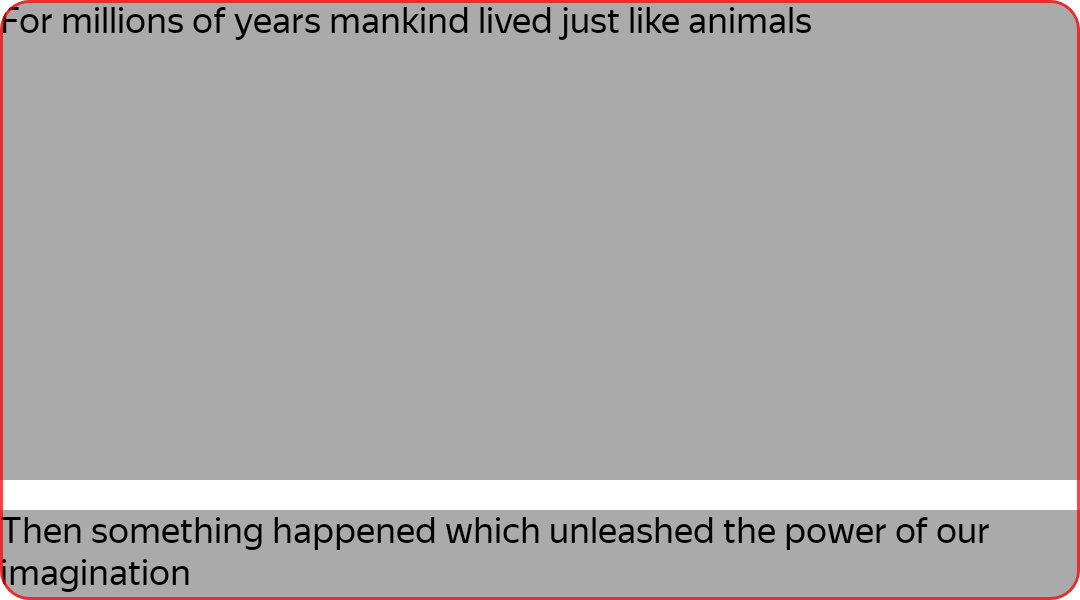 For millions of years mankind lived just like animals
Then something happened which unleashed the power of our
imagination